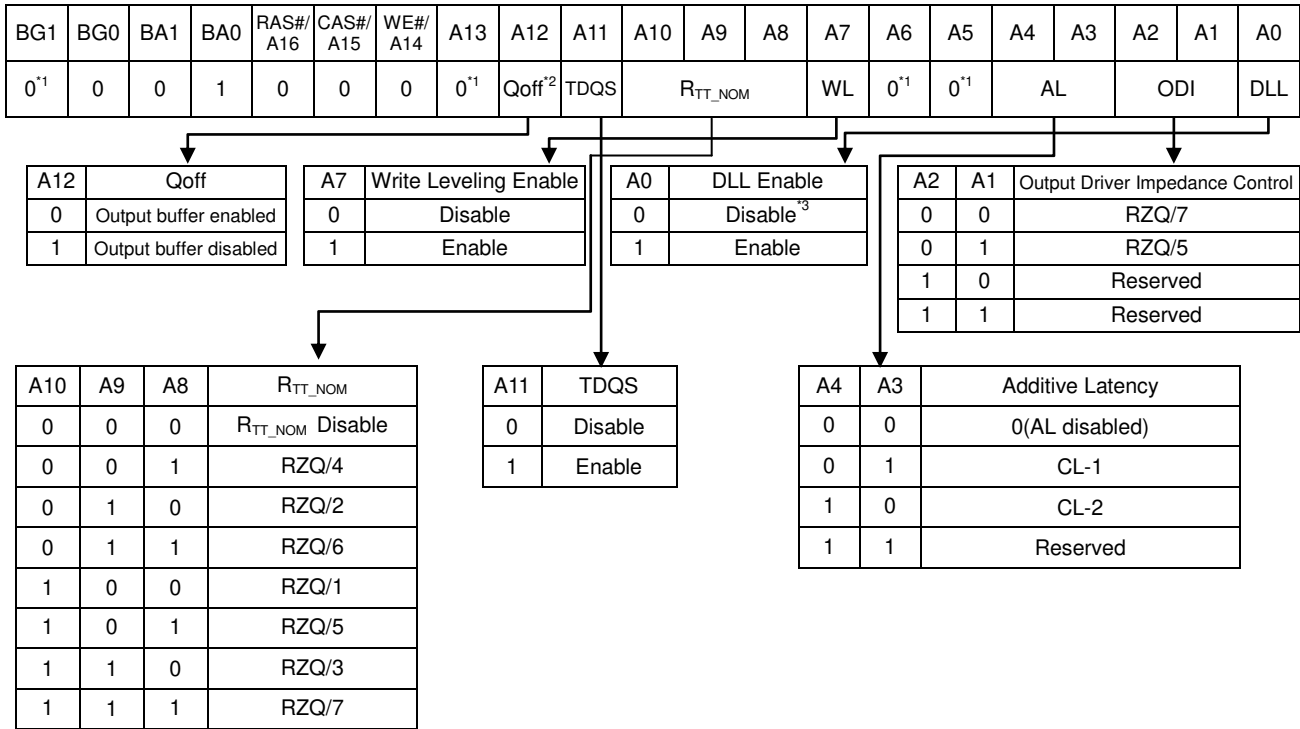 BG1 BG0 BA1 BA0 RAS#/A16 CAS#/A15 WE#/A14 A13 A12 A11 A10 A9 A8 A7 A6 A5 A4 A3 A2 A1 A0
0*1 0 0 1 0 0 0 0*1 Qoff*2 TDQS RTT_NOM WL 0*1 0*1 AL ODI DLL
A12 Qoff
0 Output buffer enabled
1 Output buffer disabled
A7 Write Leveling Enable
0 Disable
1 Enable
A0 DLL Enable
0 Disable*3
1 Enable
A2 A1 Output Driver Impedance Control
0 0 RZQ/7
0 1 RZQ/5
1 0 Reserved
1 1 Reserved
A10 A9 A8 RTT_NOM
0 0 0 RTT_NOM Disable
0 0 1 RZQ/4
0 1 0 RZQ/2
0 1 1 RZQ/6
1 0 0 RZQ/1
1 0 1 RZQ/5
1 1 0 RZQ/3
1 1 1 RZQ/7
A11 TDQS
0 Disable
1 Enable
A4 A3 Additive Latency
0 0 0(AL disabled)
0 1 CL-1
1 0 CL-2
1 1 Reserved